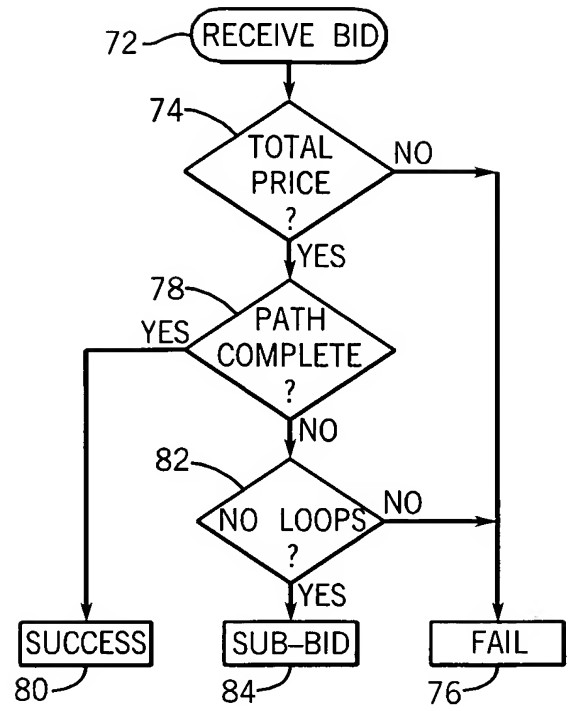 72
RECEIVE BID
74
TOTAL
PRICE
?
NO
YES
78
PATH
COMPLETE
?
YES
NO
82
NO LOOPS
?
NO
YES
SUCCESS
SUB-BID
FAIL
80
84
76